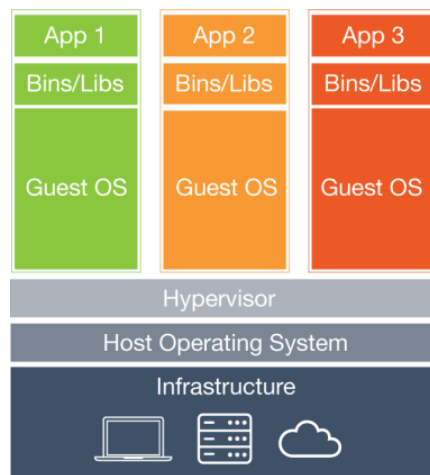 App 1
App 2
App 3
Bins/Libs
Bins/Libs
Bins/Libs
Guest OS
Guest OS
Guest OS
Hypervisor
Host Operating System
Infrastructure